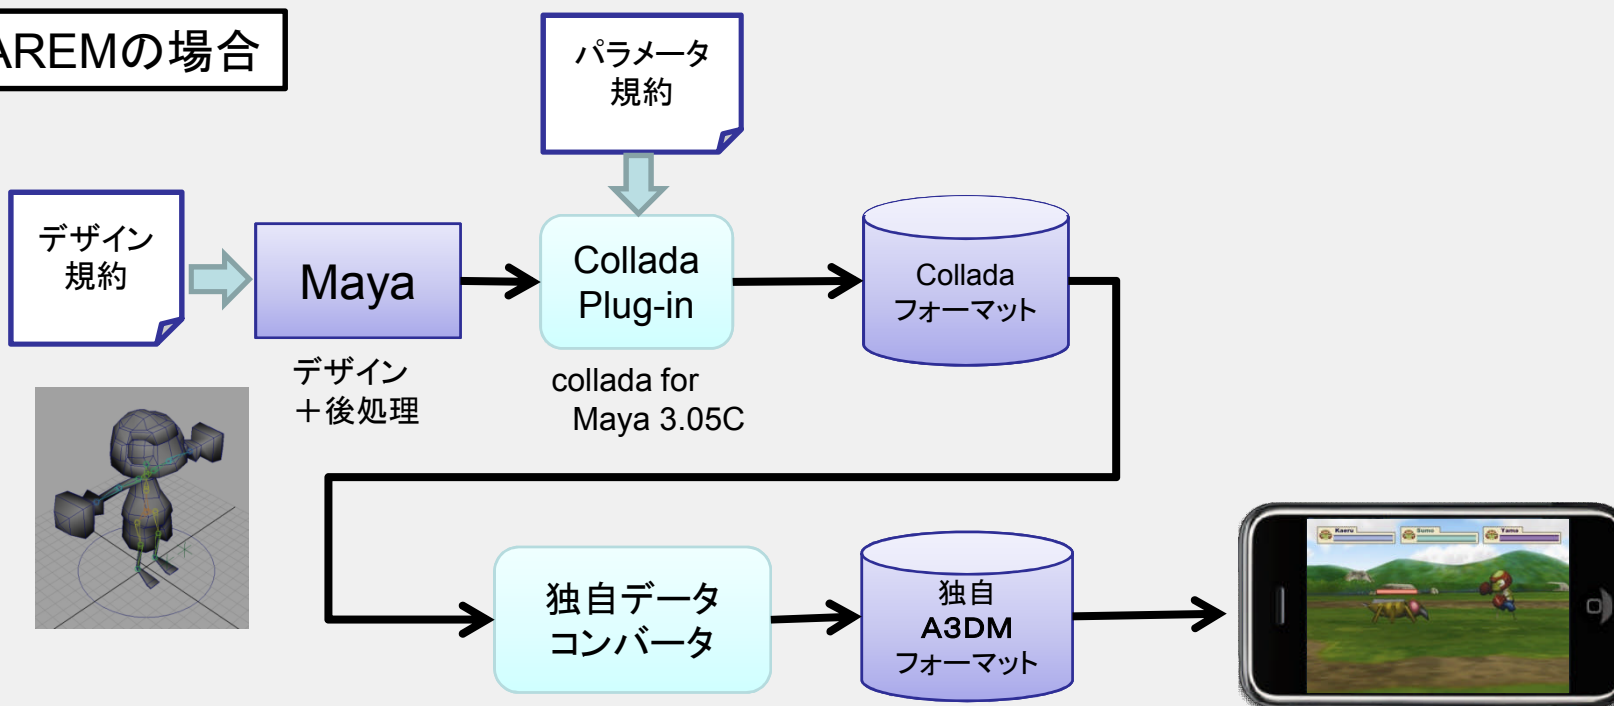 AREMの場合
パラメータ
規約
デザイン
規約
Maya
Collada
Plug-in
Collada
フォーマット
デザイン
＋後処理
collada for
Maya 3.05C
独自データ
コンバータ
独自
A3DM
フォーマット
Kaeru
Sumo
Yama